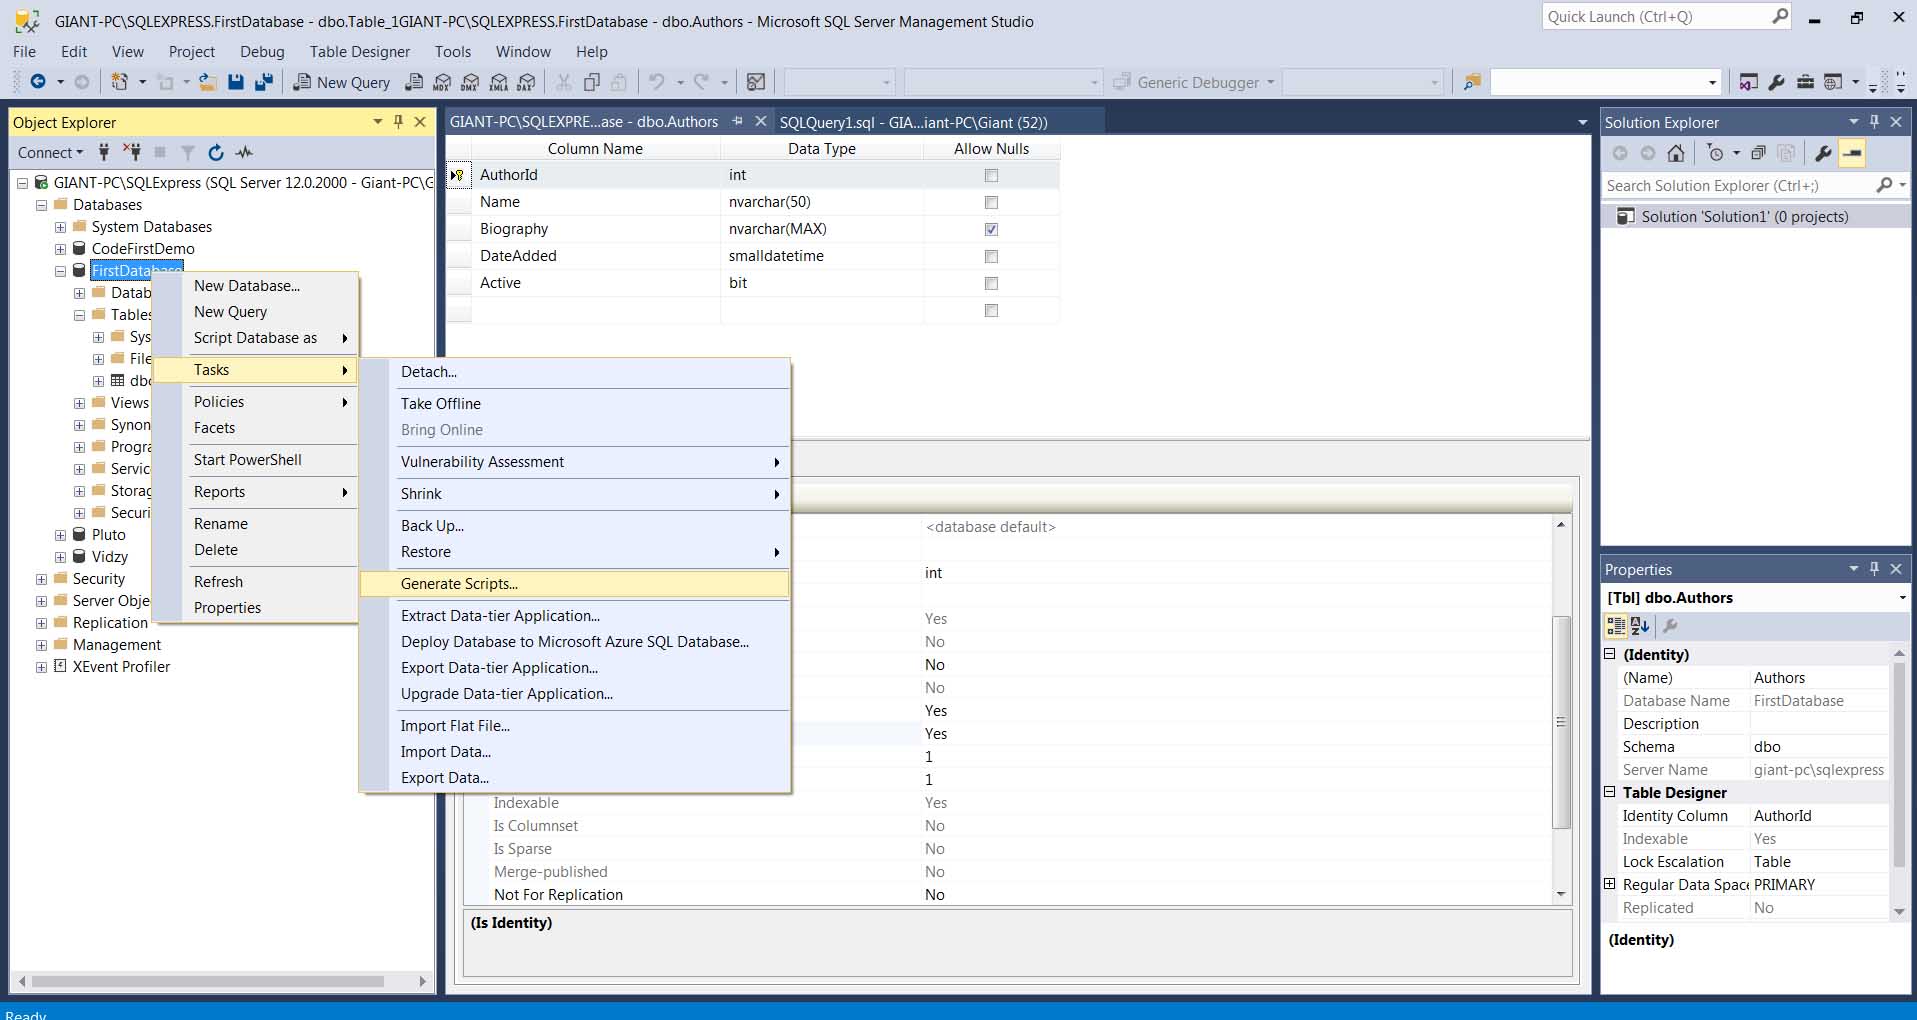 GIANT-PC\SQLEXPRESS.FirstDatabase - dbo.Table_1GIANT-PC\SQLEXPRESS.FirstDatabase - dbo.Authors - Microsoft SQL Server Management Studio
Quick Launch (Ctrl+Q)
File Edit View Project Debug Table Designer Tools Window Help
New Query MDX DMX XMLA DAX Generic Debugger
Object Explorer
Connect
GIANT-PC\SQLExpress (SQL Server 12.0.2000 - Giant-PC\G
Databases
System Databases
CodeFirstDemo
FirstDatabase
Datab
Tables
Sys
File
dbo
Views
Synon
Progra
Servic
Storag
Securi
Pluto
Vidzy
Security
Server Obje
Replication
Management
XEvent Profiler
New Database...
New Query
Script Database as
Tasks
Policies
Facets
Start PowerShell
Reports
Rename
Delete
Refresh
Properties
Detach...
Take Offline
Bring Online
Vulnerability Assessment
Shrink
Back Up...
Restore
Generate Scripts...
Extract Data-tier Application...
Deploy Database to Microsoft Azure SQL Database...
Export Data-tier Application...
Upgrade Data-tier Application...
Import Flat File...
Import Data...
Export Data...
GIANT-PC\SQLEXPRE...ase - dbo.Authors SQLQuery1.sql - GIA...iant-PC\Giant (52))
Column Name Data Type Allow Nulls
AuthorId int
Name nvarchar(50)
Biography nvarchar(MAX)
DateAdded smalldatetime
Active bit
<database default>
int
Yes
No
No
No
Yes
Yes
1
1
Indexable Yes
Is Columnset No
Is Sparse No
Merge-published No
Not For Replication No
(Is Identity)
Solution Explorer
Search Solution Explorer (Ctrl+;)
Solution 'Solution1' (0 projects)
Properties
[Tbl] dbo.Authors
(Identity)
(Name) Authors
Database Name FirstDatabase
Description
Schema dbo
Server Name giant-pc\sqlexpress
Table Designer
Identity Column AuthorId
Indexable Yes
Lock Escalation Table
Regular Data Space PRIMARY
Replicated No
(Identity)
Ready